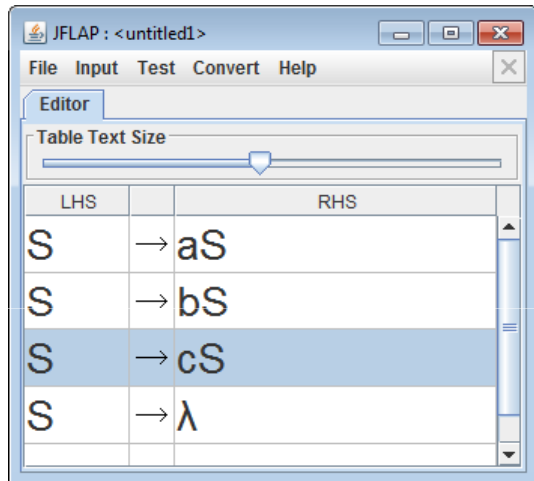 JFLAP : <untitled1>
File Input Test Convert Help
Editor
Table Text Size
LHS RHS
S → aS
S → bS
S → cS
S → λ